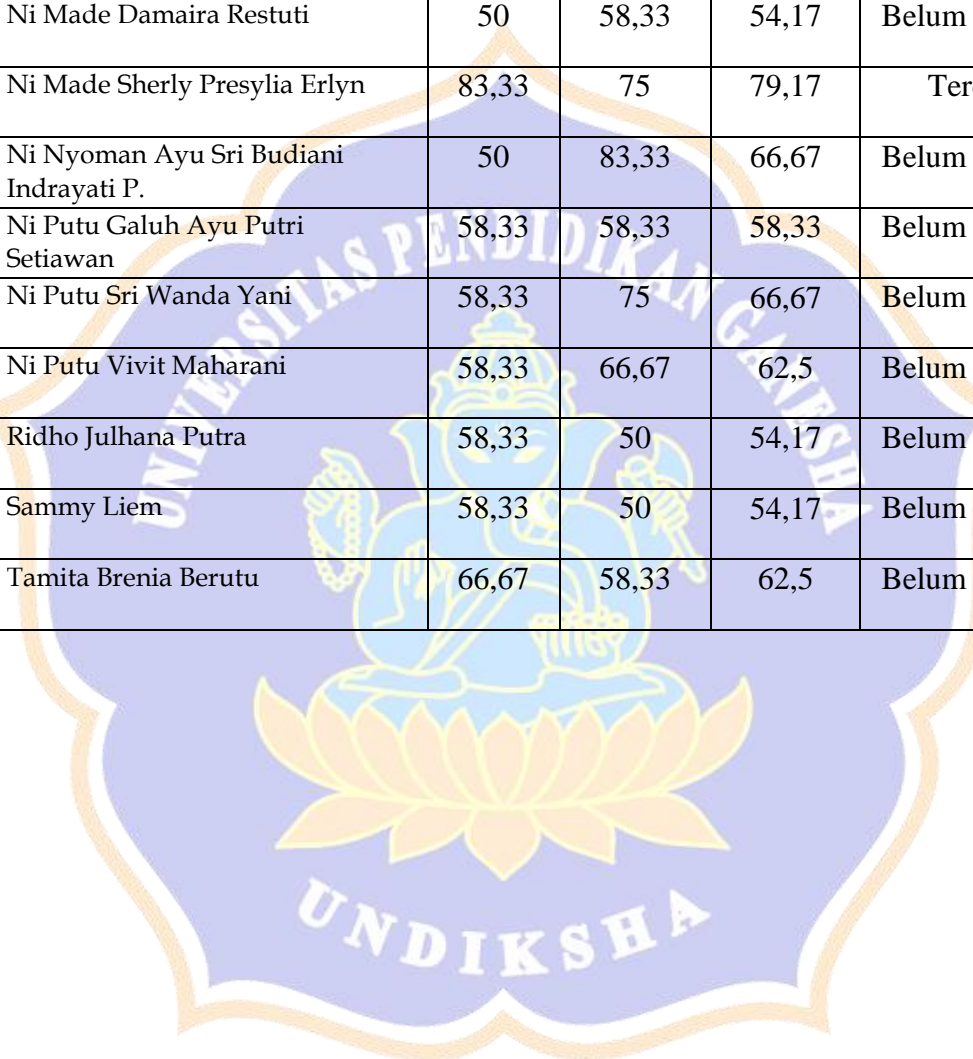 Ni Made Damaira Restuti 50 58,33 54,17 Belum
Ni Made Sherly Presylia Erlyn 83,33 75 79,17
Ni Nyoman Ayu Sri Budiani 50 83,33 66,67 Belum
Indrayati P.
Ni Putu Galuh Ayu Putri 58,33 58,33 58,33 Belum
Setiawan
Ni Putu Sri Wanda Yani 58,33 75 66,67 Belum
Ni Putu Vivit Maharani 58,33 66,67 62,5 Belum
Ridho Julhana Putra 58,33 50 54,17 Belum
Sammy Liem 58,33 50 54,17 Belum
Tamita Brenia Berutu 66,67 58,33 62,5 Belum
UNIVERSITAS PENDIDIKAN GANESHA
UNDIKSHA